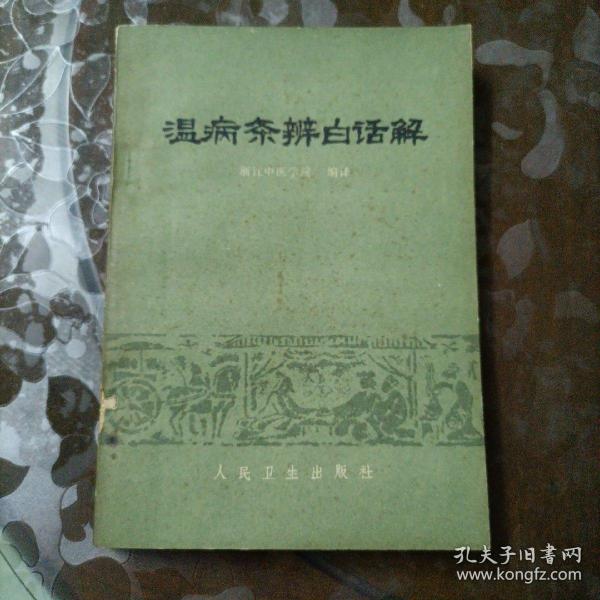 温病条辨白话解
浙江中医学院 编译
人民卫生出版社
孔夫子旧书网
www.kongfz.com